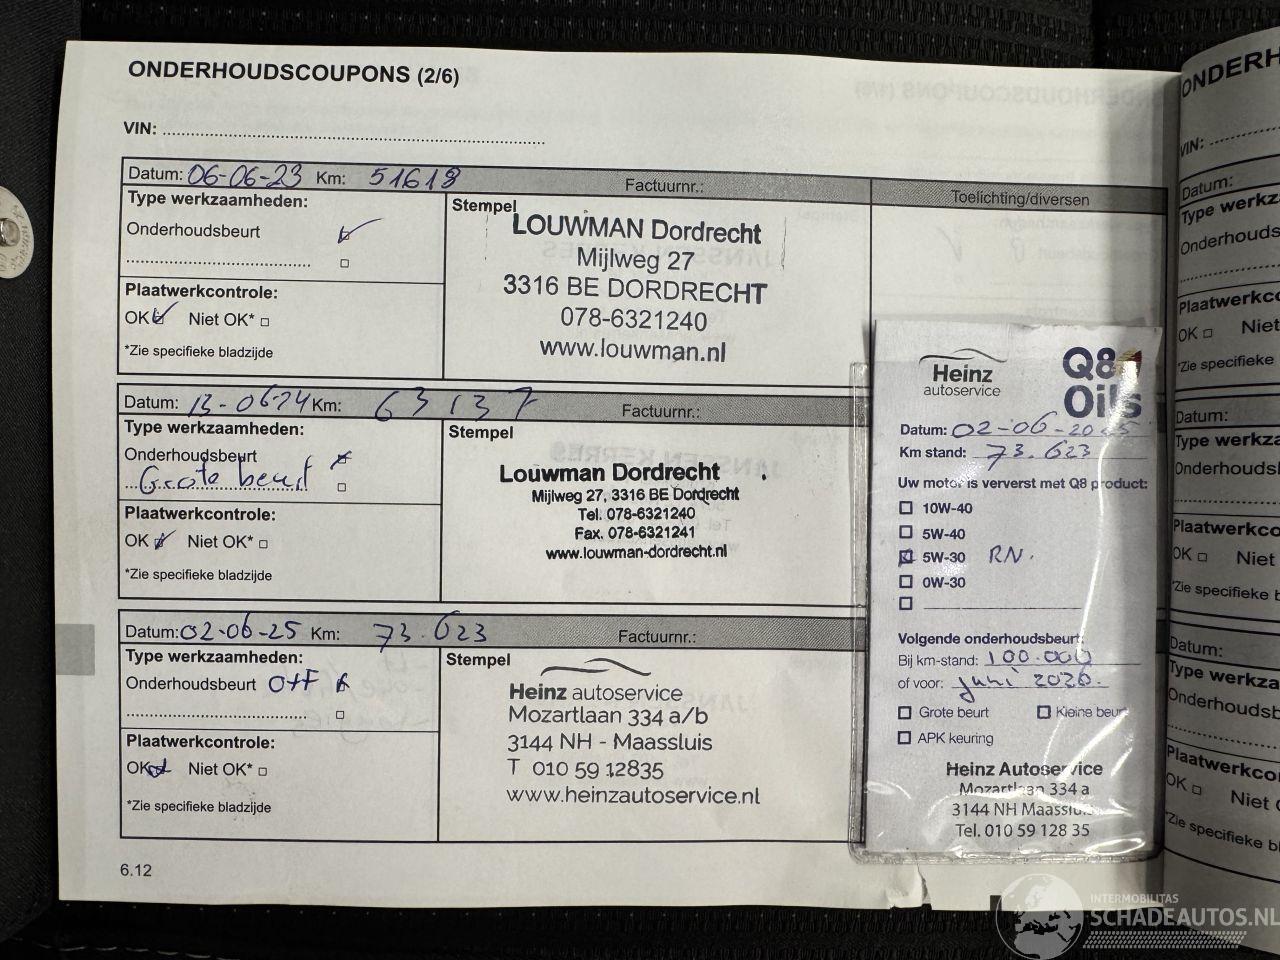 ONDERHOUDSCOUPONS (2/6)
VIN:
Datum: 06-06-23 Km: 51618 Factuurnr.:
Toelichting/diversen
Type werkzaamheden:
Onderhoudsbeurt
Plaatwerkcontrole:
OK Niet OK*
*Zie specifieke bladzijde
Stempel
LOUWMAN Dordrecht
Mijlweg 27
3316 BE DORDRECHT
078-6321240
www.louwman.nl
Datum: 13-06-24 Km: 63137 Factuurnr.:
Type werkzaamheden:
Onderhoudsbeurt
Grote beurt
Plaatwerkcontrole:
OK Niet OK*
*Zie specifieke bladzijde
Stempel
Louwman Dordrecht
Mijlweg 27, 3316 BE Dordrecht
Tel. 078-6321240
Fax. 078-6321241
www.louwman-dordrecht.nl
Datum: 02-06-25 Km: 73.623 Factuurnr.:
Type werkzaamheden:
Onderhoudsbeurt O+F
Plaatwerkcontrole:
OK Niet OK*
*Zie specifieke bladzijde
Stempel
Heinz autoservice
Mozartlaan 334 a/b
3144 NH - Maassluis
T 010 59 12835
www.heinzautoservice.nl
6.12
Heinz
autoservice
Q8
Oils
Datum: 02-06-2025
Km stand: 73.623
Uw motor is ververst met Q8 product:
10W-40
5W-40
5W-30 RN.
0W-30
Volgende onderhoudsbeurt:
Bij km-stand: 100.000
of voor: juni 2026.
Grote beurt Kleine beurt
APK keuring
Heinz Autoservice
Mozartlaan 334 a
3144 NH Maasslu
Tel. 010 59 128 35
ONDERH
VIN:
Datum:
Type werkz
Onderhouds
Plaatwerkco
OK Niet
*Zie specifieke
Datum:
Type werkza
Onderhoudsl
Plaatwerkco
OK Niet
*Zie specifieke b
Datum:
Type werkza
Onderhoudsb
Plaatwerkco
OK Niet
*Zie specifieke bl
INTERMOBILITAS
SCHADEAUTOS.NL